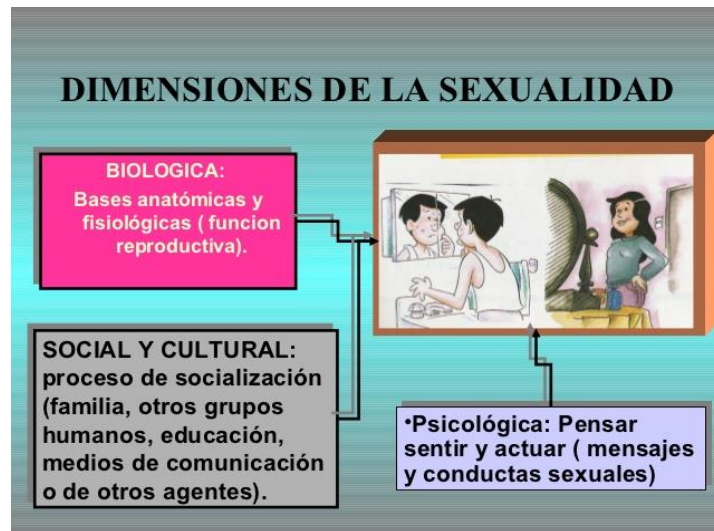 DIMENSIONES DE LA SEXUALIDAD
BIOLOGICA:
Bases anatómicas y
fisiológicas ( funcion
reproductiva).
SOCIAL Y CULTURAL:
proceso de socialización
(familia, otros grupos
humanos, educación,
medios de comunicación
o de otros agentes).
•Psicológica: Pensar
sentir y actuar ( mensajes
y conductas sexuales)